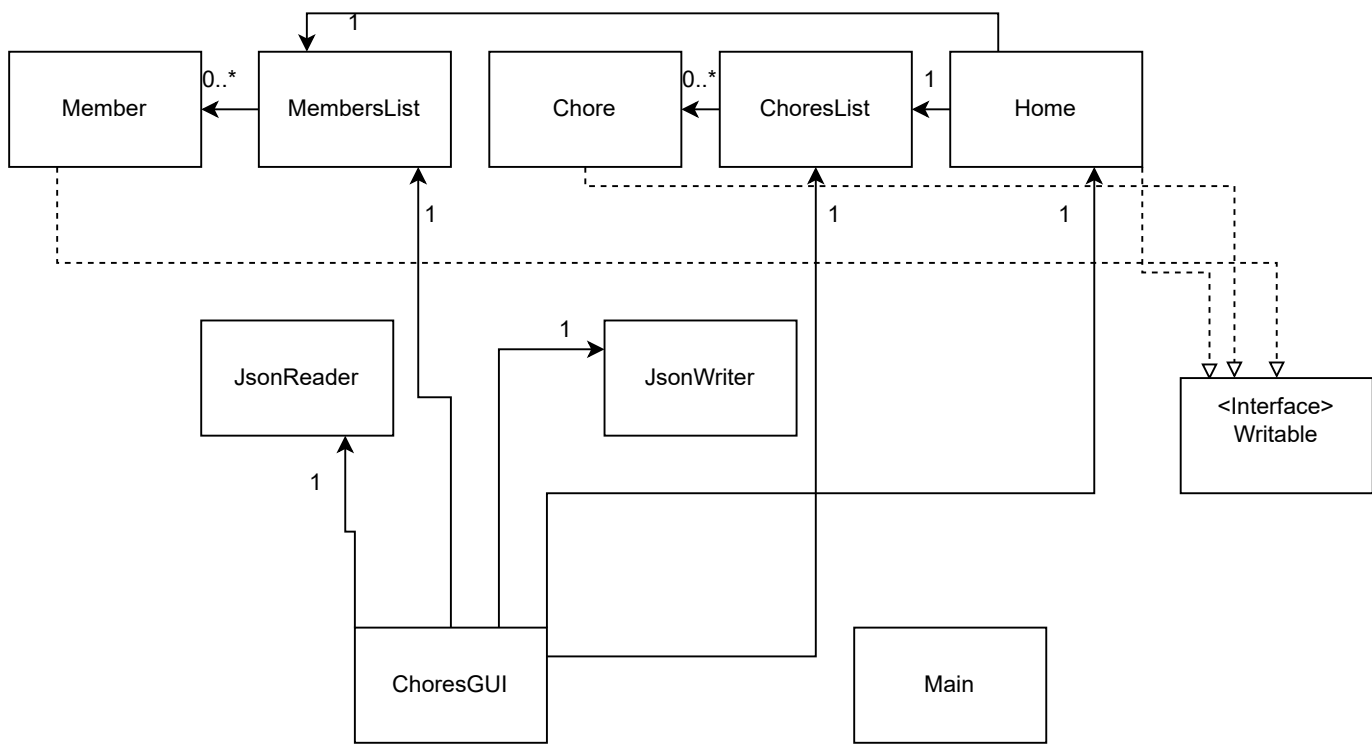 1
0..*
0..*
1
Member
MembersList
Chore
ChoresList
Home
1
1
1
1
JsonReader
JsonWriter
<Interface>
Writable
1
ChoresGUI
Main